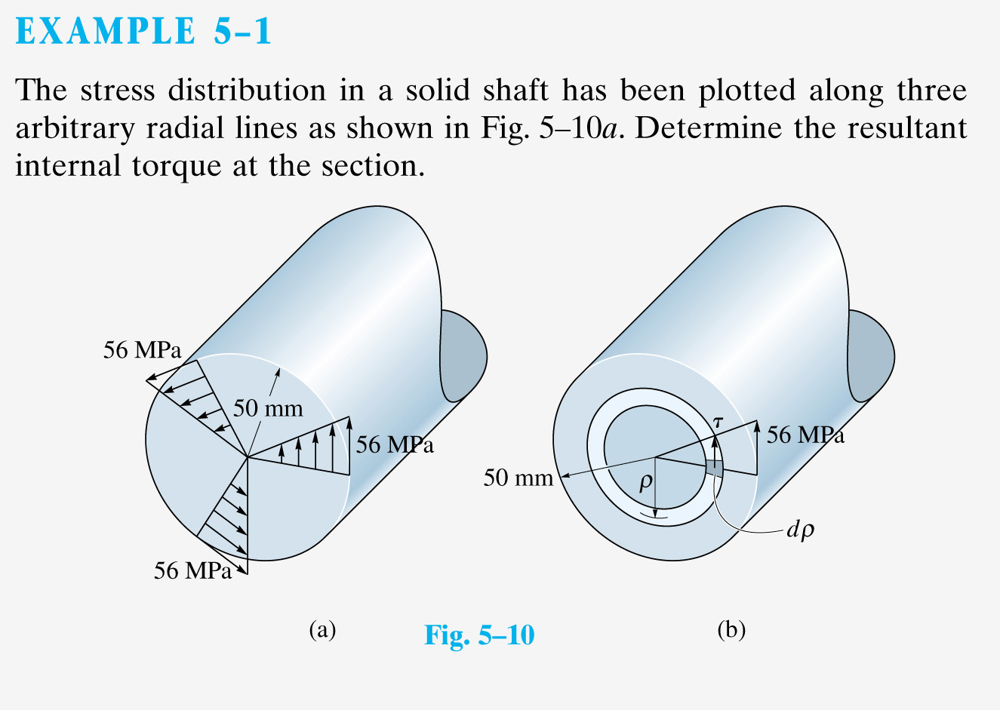 EXAMPLE 5–1
The stress distribution in a solid shaft has been plotted along three
arbitrary radial lines as shown in Fig. 5–10a. Determine the resultant
internal torque at the section.
56 MPa
50 mm
56 MPa
56 MPa
τ
56 MPa
50 mm
ρ
dρ
(a)
Fig. 5–10
(b)